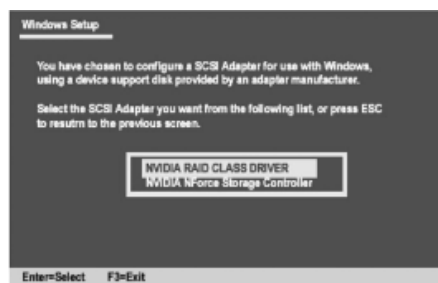 Windows Setup
You have chosen to configure a SCSI Adapter for use with Windows,
using a device support disk provided by an adapter manufacturer.
Select the SCSI Adapter you want from the following list, or press ESC
to resutrn to the previous screen.
NVIDIA RAID CLASS DRIVER
NVIDIA NForce Storage Controller
Enter=Select F3=Exit